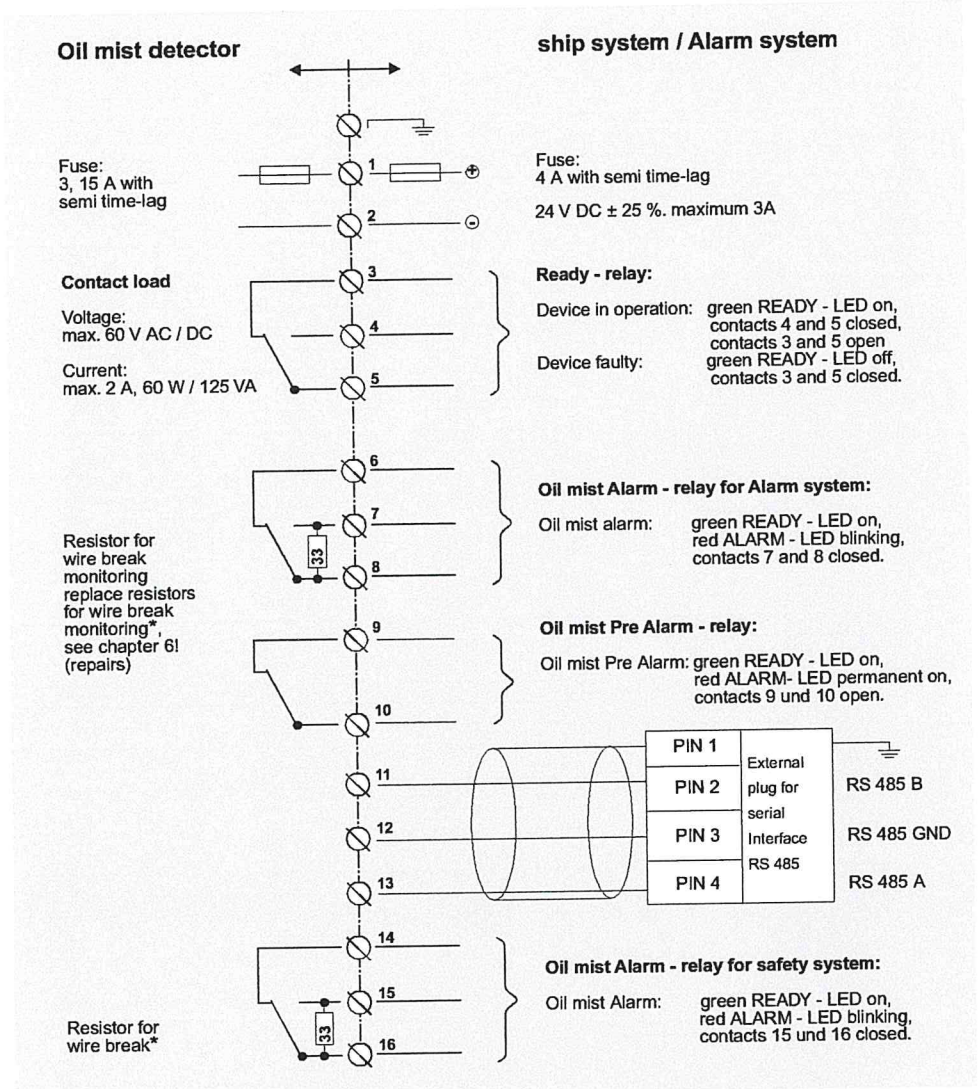 Oil mist detector
ship system / Alarm system
1
Fuse:
3, 15 A with
semi time-lag
Fuse:
4 A with semi time-lag
24 V DC ± 25 %. maximum 3A
+
2
-
Contact load
Voltage:
max. 60 V AC / DC
Current:
max. 2 A, 60 W / 125 VA
3
4
5
Ready - relay:
Device in operation: green READY - LED on,
contacts 4 and 5 closed,
contacts 3 and 5 open
Device faulty: green READY - LED off,
contacts 3 and 5 closed.
6
7
33
8
Oil mist Alarm - relay for Alarm system:
Oil mist alarm: green READY - LED on,
red ALARM - LED blinking,
contacts 7 and 8 closed.
Resistor for
wire break
monitoring
replace resistors
for wire break
monitoring*,
see chapter 6!
(repairs)
9
10
Oil mist Pre Alarm - relay:
Oil mist Pre Alarm: green READY - LED on,
red ALARM- LED permanent on,
contacts 9 und 10 open.
11
12
13
PIN 1
PIN 2
PIN 3
PIN 4
External
plug for
serial
Interface
RS 485
RS 485 B
RS 485 GND
RS 485 A
14
15
33
16
Resistor for
wire break*
Oil mist Alarm - relay for safety system:
Oil mist Alarm: green READY - LED on,
red ALARM - LED blinking,
contacts 15 und 16 closed.